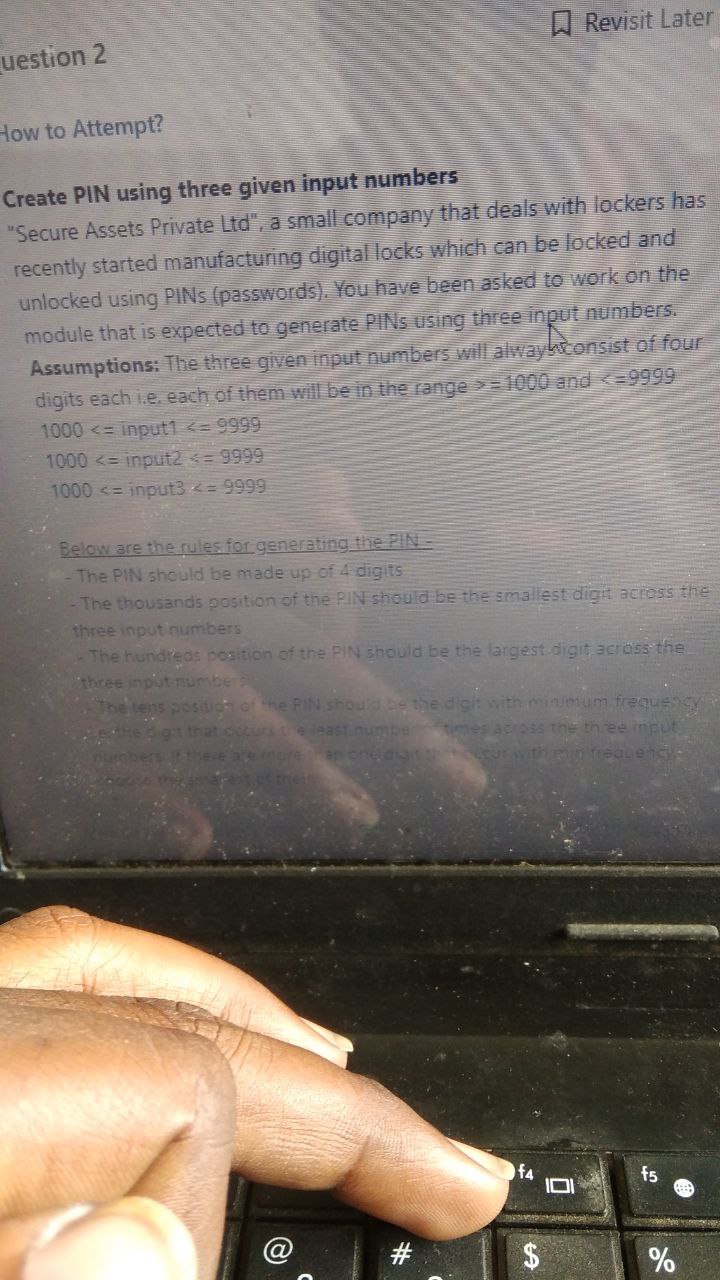 Revisit Later
uestion 2
How to Attempt?
Create PIN using three given input numbers
"Secure Assets Private Ltd", a small company that deals with lockers has
recently started manufacturing digital locks which can be locked and
unlocked using PINs (passwords). You have been asked to work on the
module that is expected to generate PINs using three input numbers.
Assumptions: The three given input numbers will always consist of four
digits each i.e. each of them will be in the range >=1000 and <=9999
1000 <= input1 <= 9999
1000 <= input2 <= 9999
1000 <= input3 <= 9999
Below are the rules for generating the PIN -
- The PIN should be made up of 4 digits
- The thousands position of the PIN should be the smallest digit across the
three input numbers
- The hundreds position of the PIN should be the largest digit across the
three input numbers
- The tens position of the PIN should be the digit with minimum frequency
i.e. the digit that occurs the least number of times across the three input
numbers. If there are more than one digit that occur with min frequency,
choose the smallest of them
f4
f5
@
#
$
%